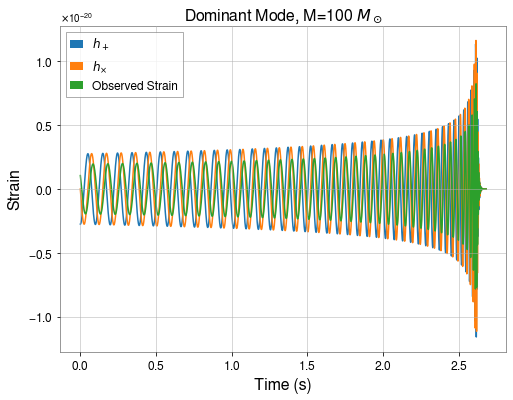 Dominant Mode, M=100 M⊙
×10⁻²⁰
h₊
h×
Observed Strain
1.0
0.5
0.0
−0.5
−1.0
Strain
0.0 0.5 1.0 1.5 2.0 2.5
Time (s)